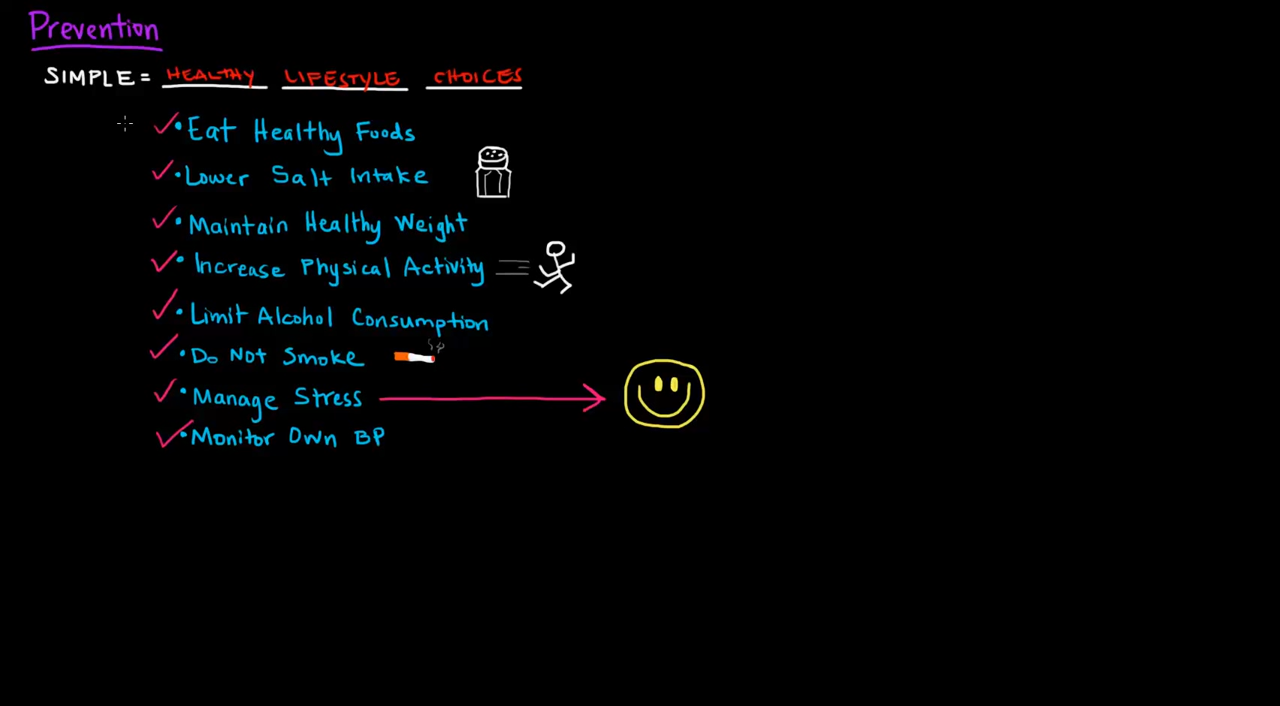 Prevention
SIMPLE = HEALTHY LIFESTYLE CHOICES
✓• Eat Healthy Foods
✓• Lower Salt Intake
✓• Maintain Healthy Weight
✓• Increase Physical Activity
✓• Limit Alcohol Consumption
✓• Do Not Smoke
✓• Manage Stress
✓• Monitor Own BP